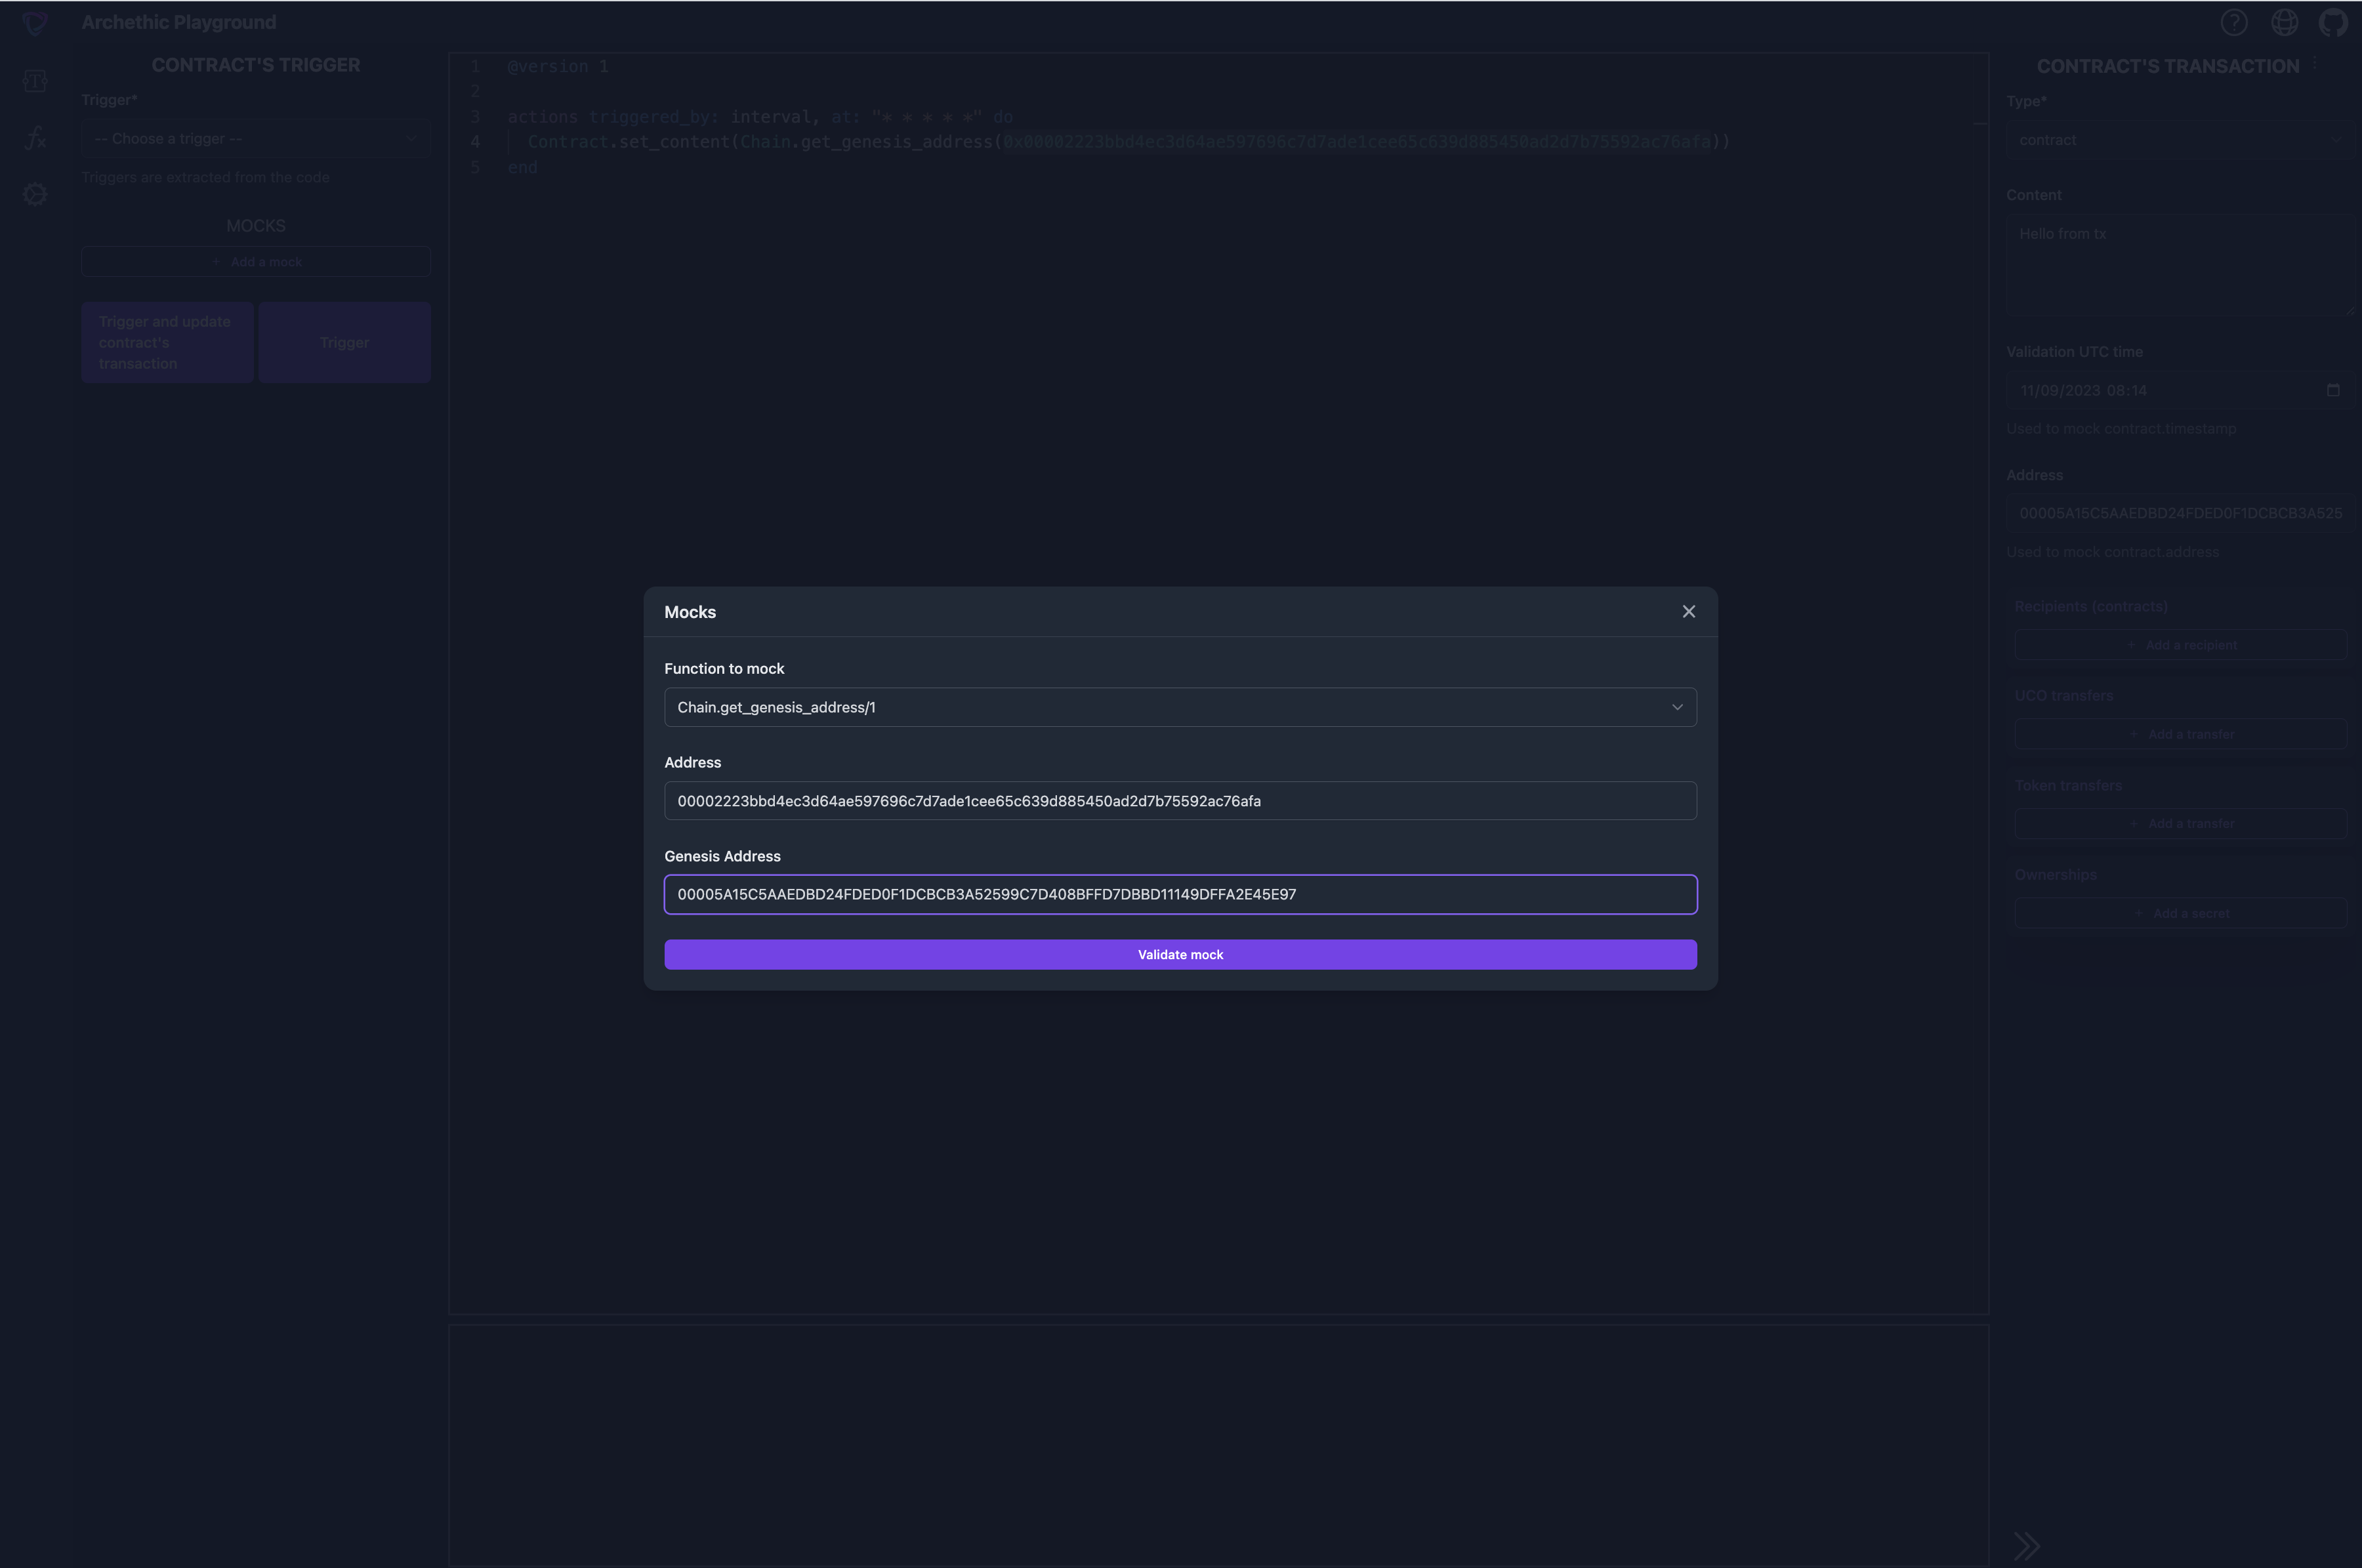 Archethic Playground
CONTRACT'S TRIGGER
Trigger*
-- Choose a trigger --
Triggers are extracted from the code
MOCKS
+ Add a mock
Trigger and update
contract's
transaction
Trigger
1 @version 1
2
3 actions triggered_by: interval, at: "* * * * *" do
4 Contract.set_content(Chain.get_genesis_address(0x00002223bbd4ec3d64ae597696c7d7ade1cee65c639d885450ad2d7b75592ac76afa))
5 end
Mocks
Function to mock
Chain.get_genesis_address/1
Address
00002223bbd4ec3d64ae597696c7d7ade1cee65c639d885450ad2d7b75592ac76afa
Genesis Address
00005A15C5AAEDBD24FDED0F1DCBCB3A52599C7D408BFFD7DBBD11149DFFA2E45E97
Validate mock
CONTRACT'S TRANSACTION
Type*
contract
Content
Hello from tx
Validation UTC time
11/09/2023 08:14
Used to mock contract.timestamp
Address
00005A15C5AAEDBD24FDED0F1DCBCB3A525
Used to mock contract.address
Recipients (contracts)
+ Add a recipient
UCO transfers
+ Add a transfer
Token transfers
+ Add a transfer
Ownerships
+ Add a secret